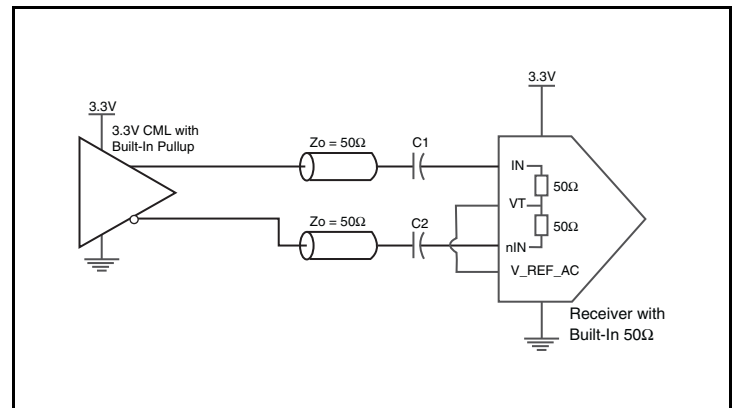 3.3V
3.3V
3.3V CML with
Built-In Pullup
Zo = 50Ω
C1
IN
50Ω
VT
Zo = 50Ω
C2
50Ω
nIN
V_REF_AC
Receiver with
Built-In 50Ω